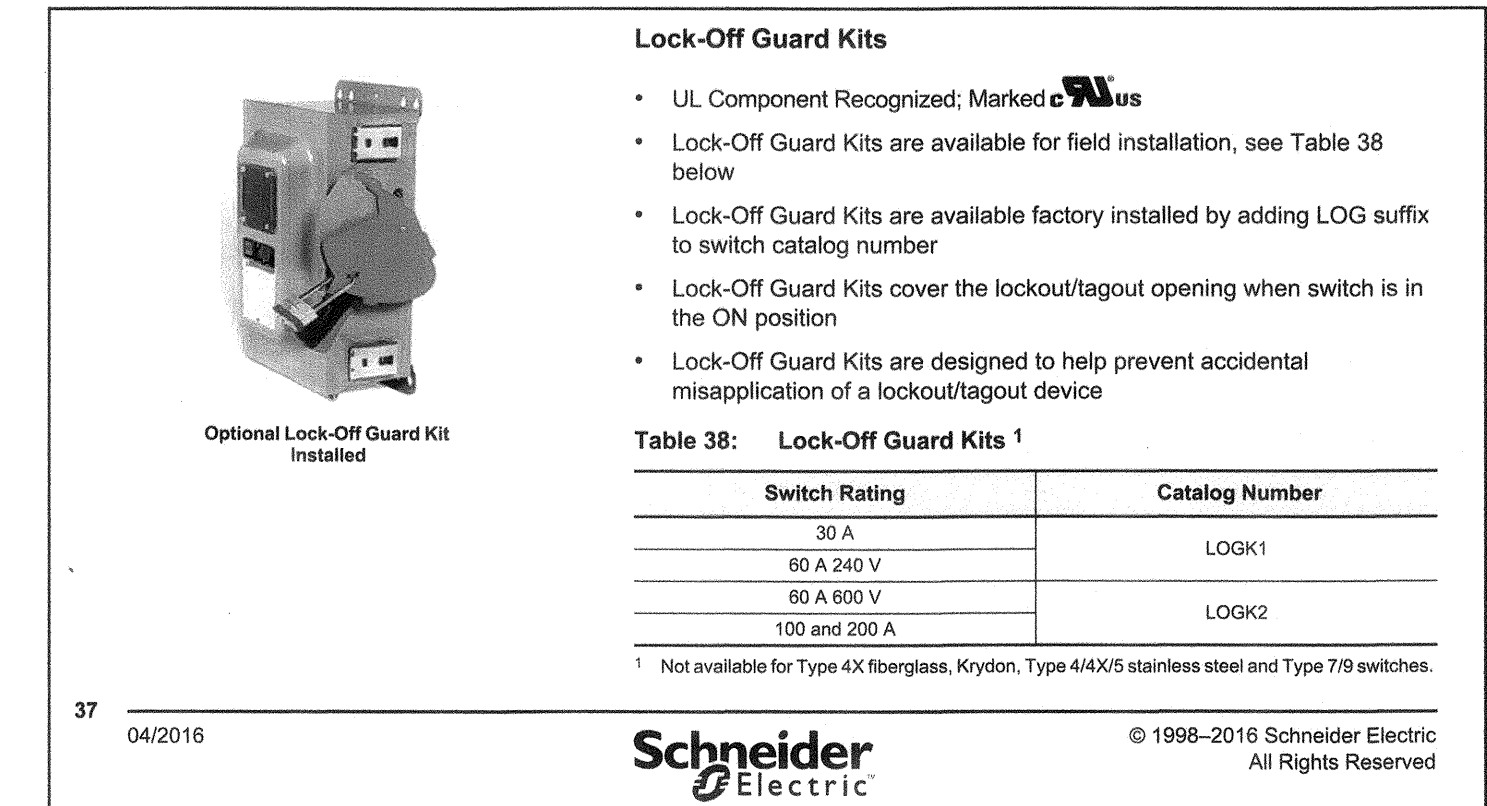 Lock-Off Guard Kits
• UL Component Recognized; Marked c RU ® us
• Lock-Off Guard Kits are available for field installation, see Table 38
below
• Lock-Off Guard Kits are available factory installed by adding LOG suffix
to switch catalog number
• Lock-Off Guard Kits cover the lockout/tagout opening when switch is in
the ON position
• Lock-Off Guard Kits are designed to help prevent accidental
misapplication of a lockout/tagout device
Optional Lock-Off Guard Kit
Installed
Table 38: Lock-Off Guard Kits 1
Switch Rating Catalog Number
30 A
LOGK1
60 A 240 V
60 A 600 V
LOGK2
100 and 200 A
1 Not available for Type 4X fiberglass, Krydon, Type 4/4X/5 stainless steel and Type 7/9 switches.
37
04/2016
Schneider
Electric™
© 1998–2016 Schneider Electric
All Rights Reserved